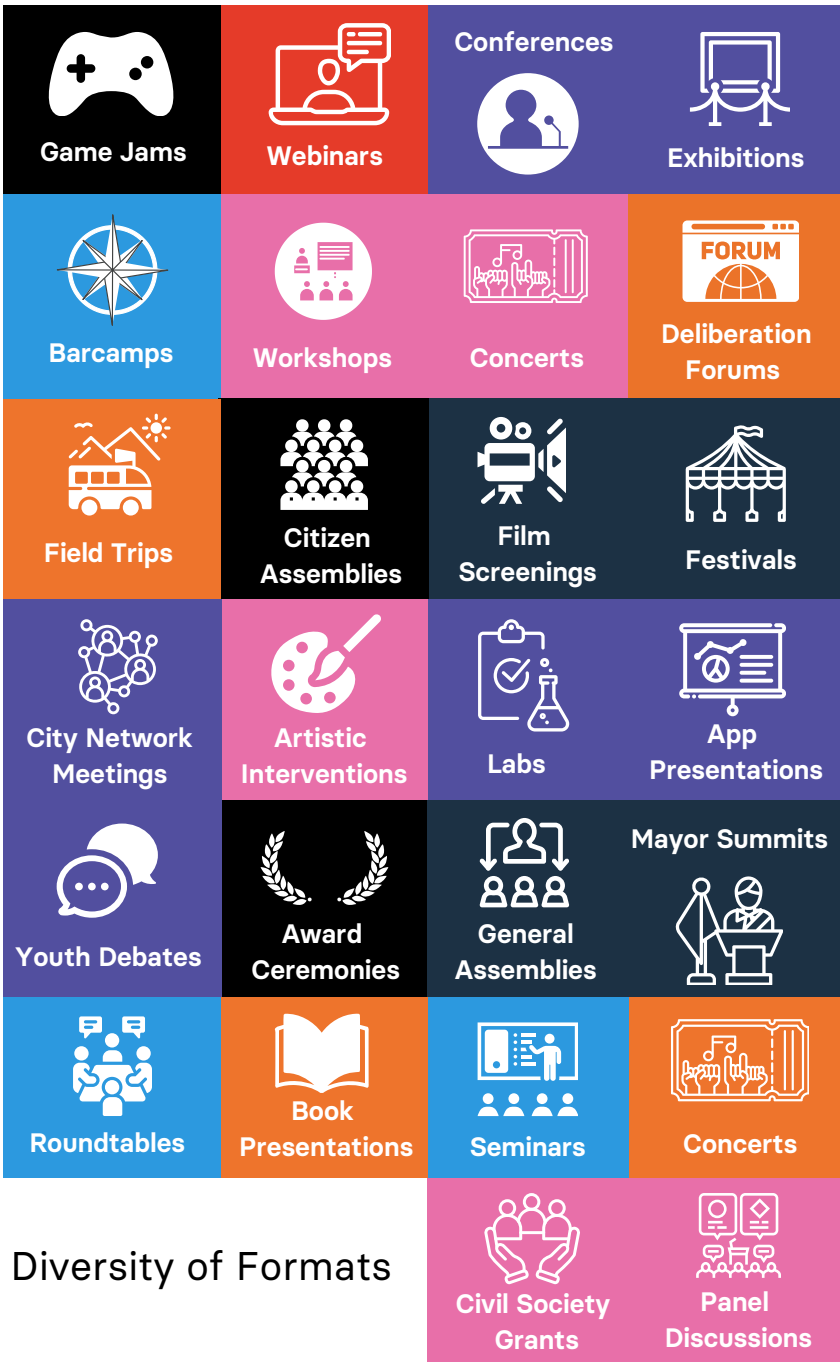 Game Jams
Webinars
Conferences
Exhibitions
Barcamps
Workshops
Concerts
FORUM
Deliberation
Forums
Field Trips
Citizen
Assemblies
Film
Screenings
Festivals
City Network
Meetings
Artistic
Interventions
Labs
App
Presentations
Youth Debates
Award
Ceremonies
General
Assemblies
Mayor Summits
Roundtables
Book
Presentations
Seminars
Concerts
Diversity of Formats
Civil Society
Grants
Panel
Discussions